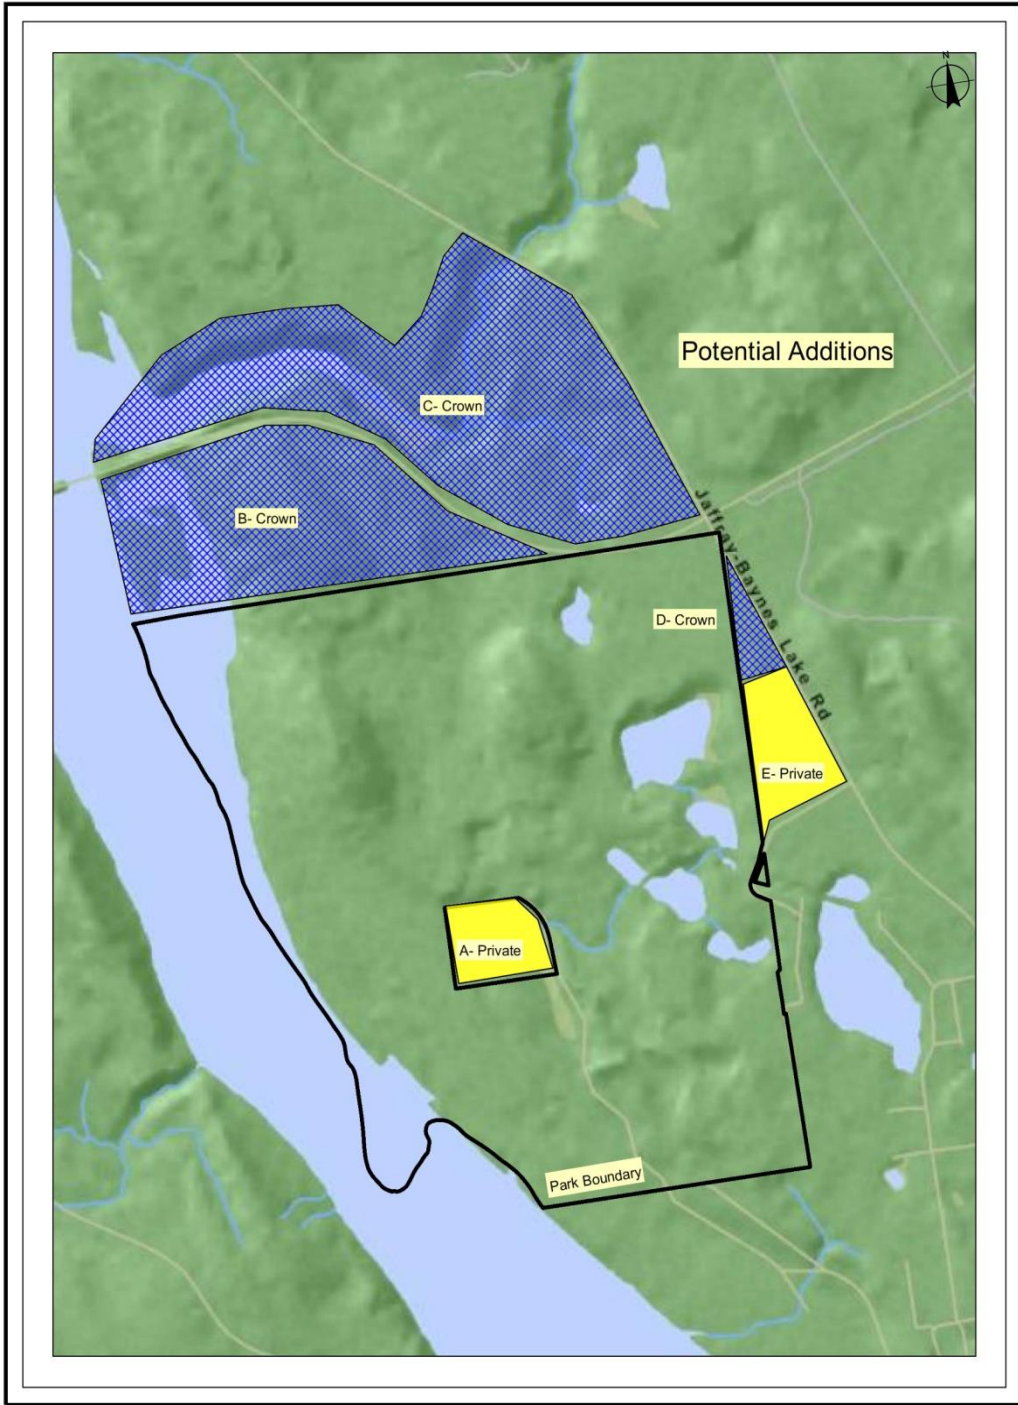 N
Potential Additions
C- Crown
B- Crown
Jaffray-Baynes Lake Rd
D- Crown
E- Private
A- Private
Park Boundary